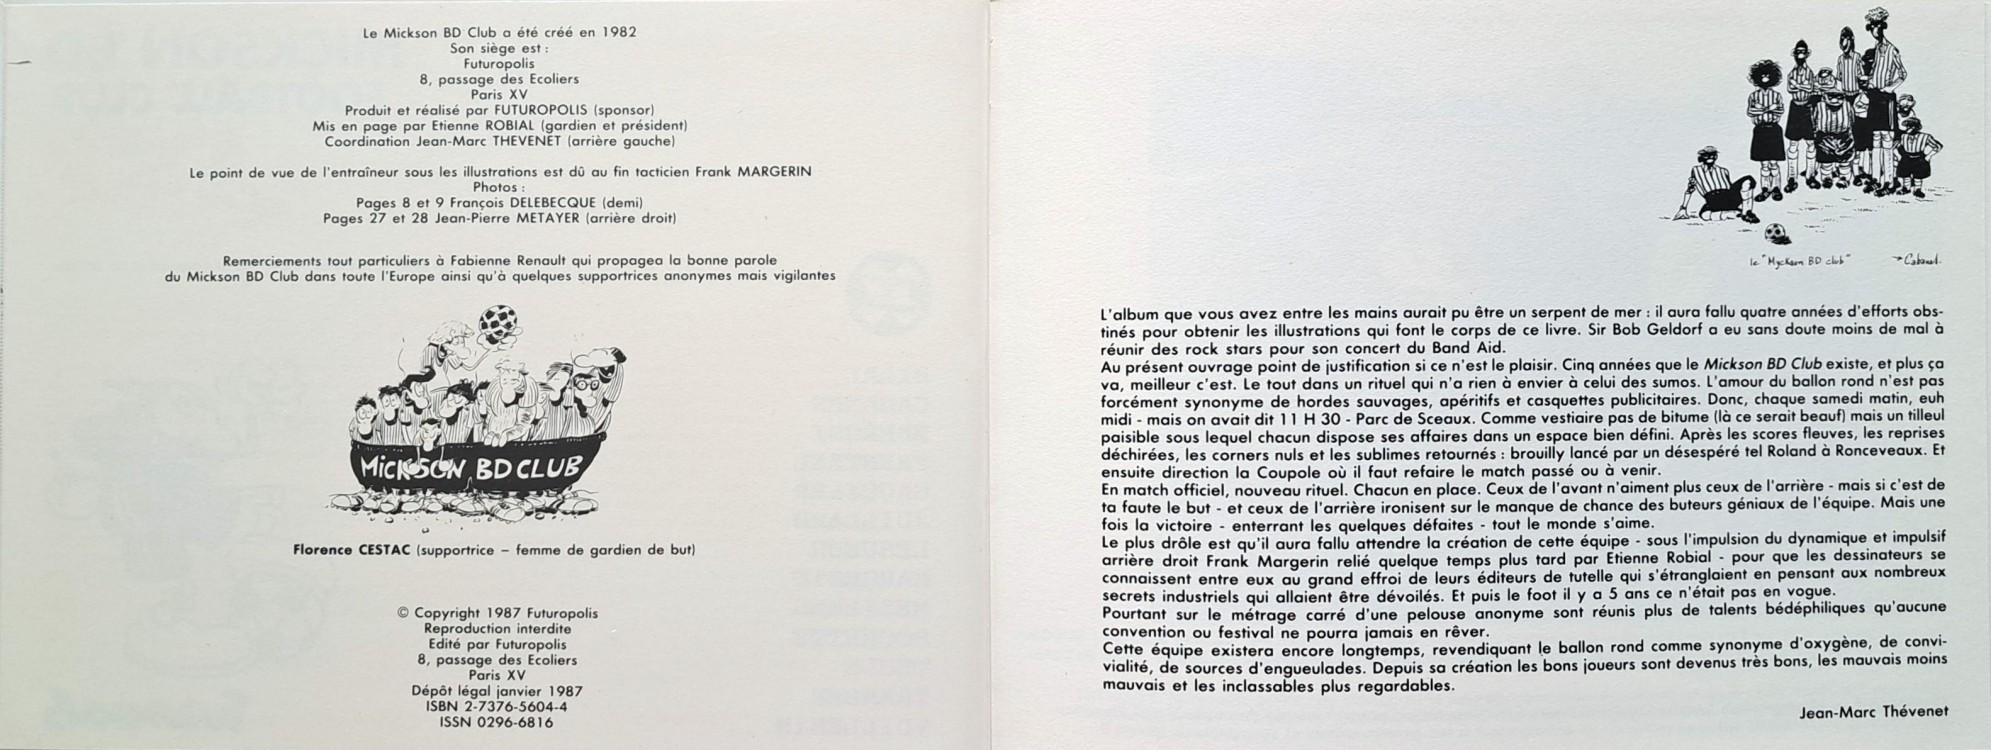 Le Mickson BD Club a été créé en 1982
Son siège est :
Futuropolis
8, passage des Ecoliers
Paris XV
Produit et réalisé par FUTUROPOLIS (sponsor)
Mis en page par Etienne ROBIAL (gardien et président)
Coordination Jean-Marc THEVENET (arrière gauche)
Le point de vue de l'entraîneur sous les illustrations est dû au fin tacticien Frank MARGERIN
Photos :
Pages 8 et 9 François DELEBECQUE (demi)
Pages 27 et 28 Jean-Pierre METAYER (arrière droit)
Remerciements tout particuliers à Fabienne Renault qui propagea la bonne parole
du Mickson BD Club dans toute l'Europe ainsi qu'à quelques supportrices anonymes mais vigilantes
MICKSON BD CLUB
Florence CESTAC (supportrice – femme de gardien de but)
© Copyright 1987 Futuropolis
Reproduction interdite
Edité par Futuropolis
8, passage des Ecoliers
Paris XV
Dépôt légal janvier 1987
ISBN 2-7376-5604-4
ISSN 0296-6816
le "Myckson BD club"
Cabanel.
L'album que vous avez entre les mains aurait pu être un serpent de mer : il aura fallu quatre années d'efforts obs-
tinés pour obtenir les illustrations qui font le corps de ce livre. Sir Bob Geldorf a eu sans doute moins de mal à
réunir des rock stars pour son concert du Band Aid.
Au présent ouvrage point de justification si ce n'est le plaisir. Cinq années que le Mickson BD Club existe, et plus ça
va, meilleur c'est. Le tout dans un rituel qui n'a rien à envier à celui des sumos. L'amour du ballon rond n'est pas
forcément synonyme de hordes sauvages, apéritifs et casquettes publicitaires. Donc, chaque samedi matin, euh
midi - mais on avait dit 11 H 30 - Parc de Sceaux. Comme vestiaire pas de bitume (là ce serait beauf) mais un tilleul
paisible sous lequel chacun dispose ses affaires dans un espace bien défini. Après les scores fleuves, les reprises
déchirées, les corners nuls et les sublimes retournés : brouilly lancé par un désespéré tel Roland à Ronceveaux. Et
ensuite direction la Coupole où il faut refaire le match passé ou à venir.
En match officiel, nouveau rituel. Chacun en place. Ceux de l'avant n'aiment plus ceux de l'arrière - mais si c'est de
ta faute le but - et ceux de l'arrière ironisent sur le manque de chance des buteurs géniaux de l'équipe. Mais une
fois la victoire - enterrant les quelques défaites - tout le monde s'aime.
Le plus drôle est qu'il aura fallu attendre la création de cette équipe - sous l'impulsion du dynamique et impulsif
arrière droit Frank Margerin relié quelque temps plus tard par Etienne Robial - pour que les dessinateurs se
connaissent entre eux au grand effroi de leurs éditeurs de tutelle qui s'étranglaient en pensant aux nombreux
secrets industriels qui allaient être dévoilés. Et puis le foot il y a 5 ans ce n'était pas en vogue.
Pourtant sur le métrage carré d'une pelouse anonyme sont réunis plus de talents bédéphiliques qu'aucune
convention ou festival ne pourra jamais en rêver.
Cette équipe existera encore longtemps, revendiquant le ballon rond comme synonyme d'oxygène, de convi-
vialité, de sources d'engueulades. Depuis sa création les bons joueurs sont devenus très bons, les mauvais moins
mauvais et les inclassables plus regardables.
Jean-Marc Thévenet